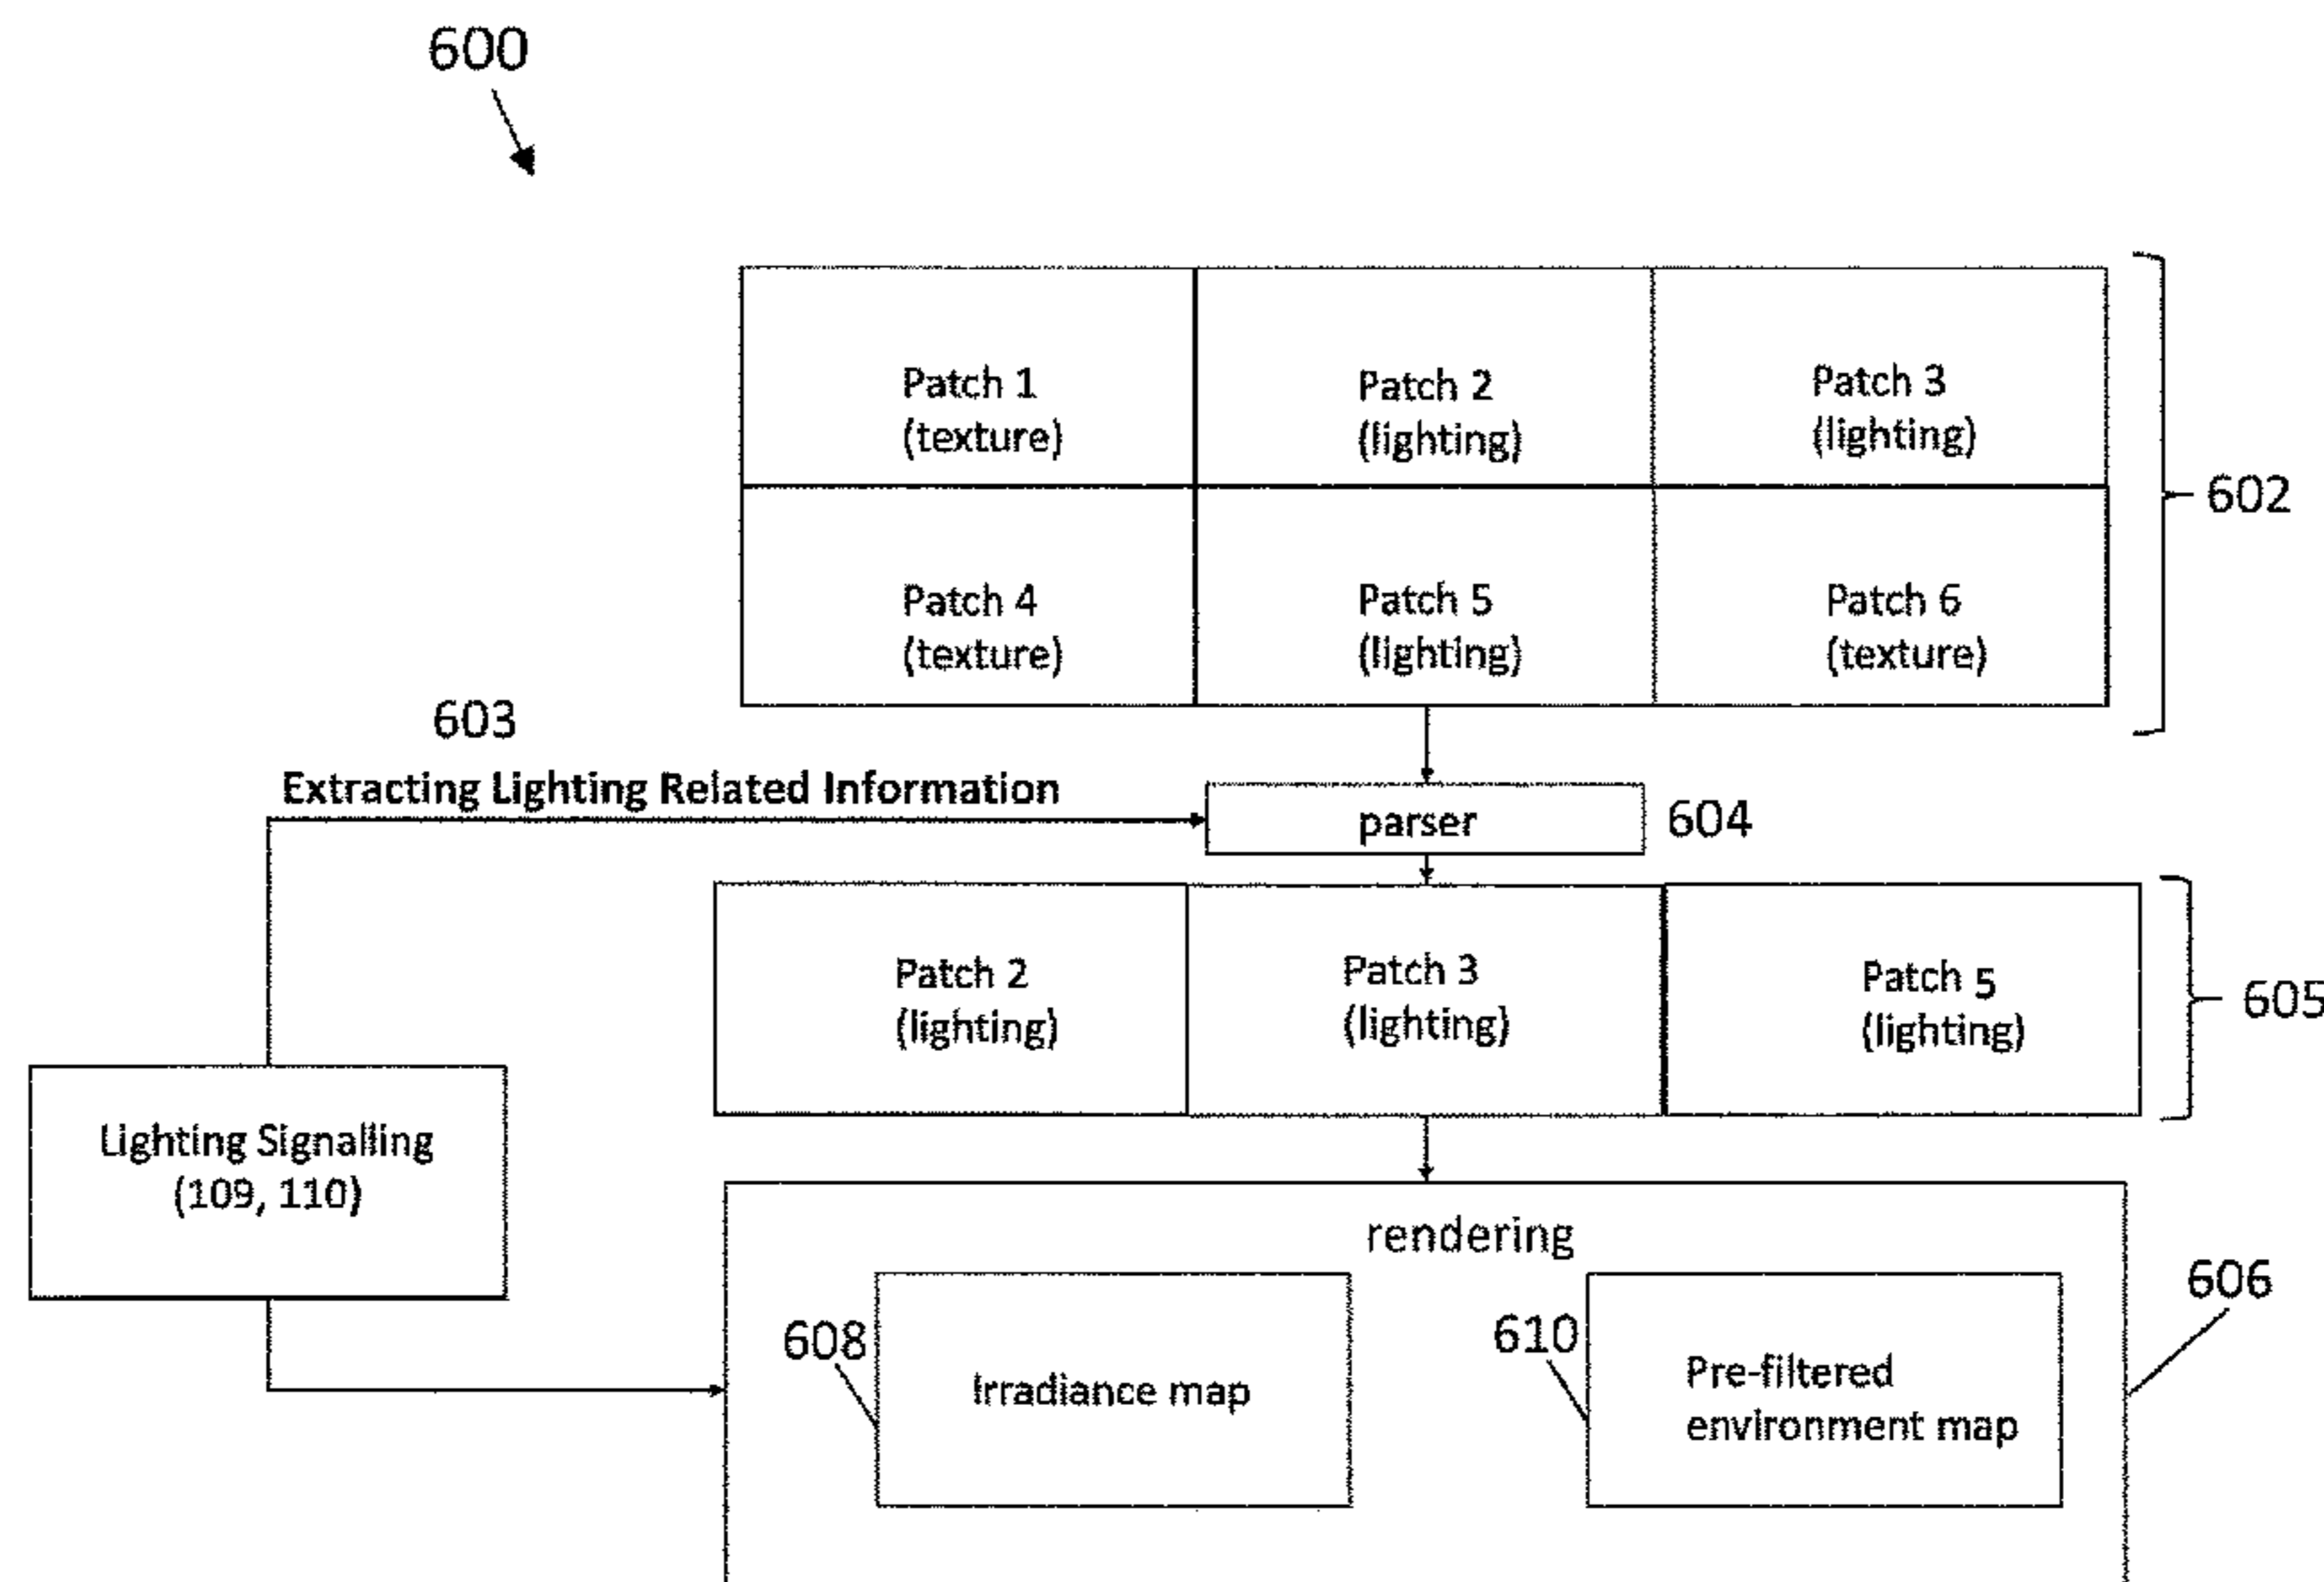 600
Patch 1
(texture)
Patch 2
(lighting)
Patch 3
(lighting)
602
Patch 4
(texture)
Patch 5
(lighting)
Patch 6
(texture)
603
Extracting Lighting Related Information
parser
604
Patch 2
(lighting)
Patch 3
(lighting)
Patch 5
(lighting)
605
Lighting Signalling
(109, 110)
rendering
606
608
Irradiance map
610
Pre-filtered
environment map